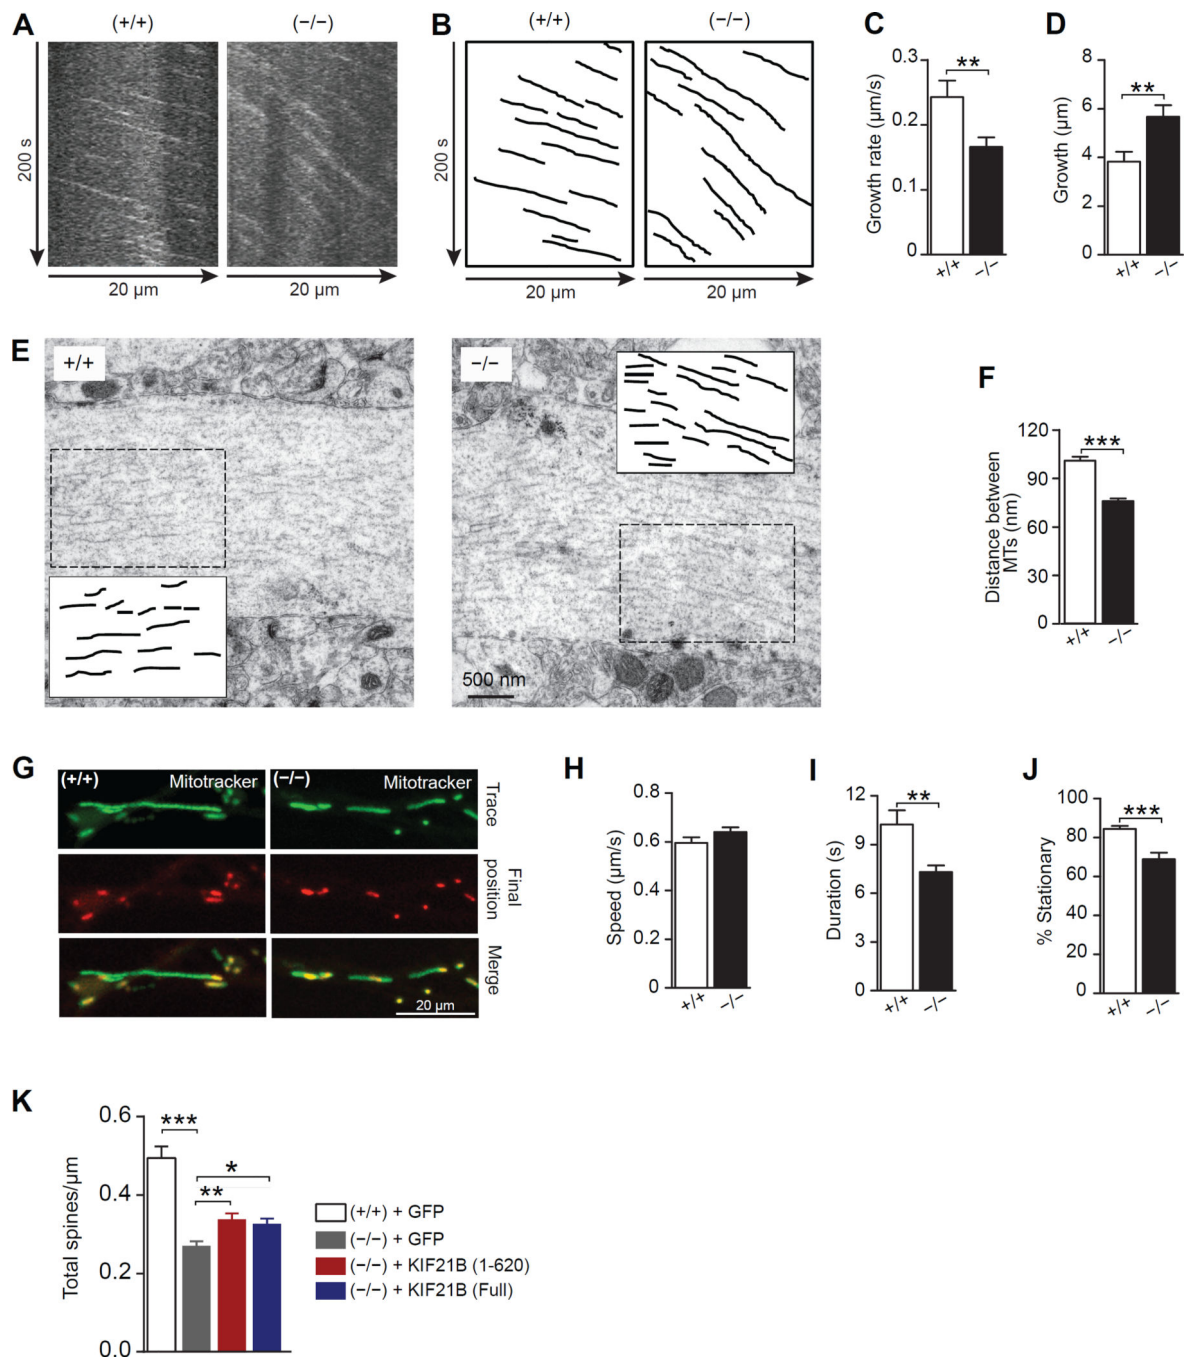 A
(+/+)
(−/−)
200 s
20 µm
20 µm
B
(+/+)
(−/−)
200 s
20 µm
20 µm
C
Growth rate (µm/s)
0.3
0.2
0.1
0
**
+/+
−/−
D
Growth (µm)
8
6
4
2
0
**
+/+
−/−
E
+/+
−/−
500 nm
F
Distance between
MTs (nm)
120
90
60
30
0
***
+/+
−/−
G
(+/+)
Mitotracker
(−/−)
Mitotracker
Trace
Final
position
Merge
20 µm
H
Speed (µm/s)
0.8
0.6
0.4
0.2
0
+/+
−/−
I
Duration (s)
12
9
6
3
0
**
+/+
−/−
J
% Stationary
100
80
60
40
20
0
***
+/+
−/−
K
Total spines/µm
0.6
0.4
0.2
0.0
***
*
**
(+/+) + GFP
(−/−) + GFP
(−/−) + KIF21B (1-620)
(−/−) + KIF21B (Full)